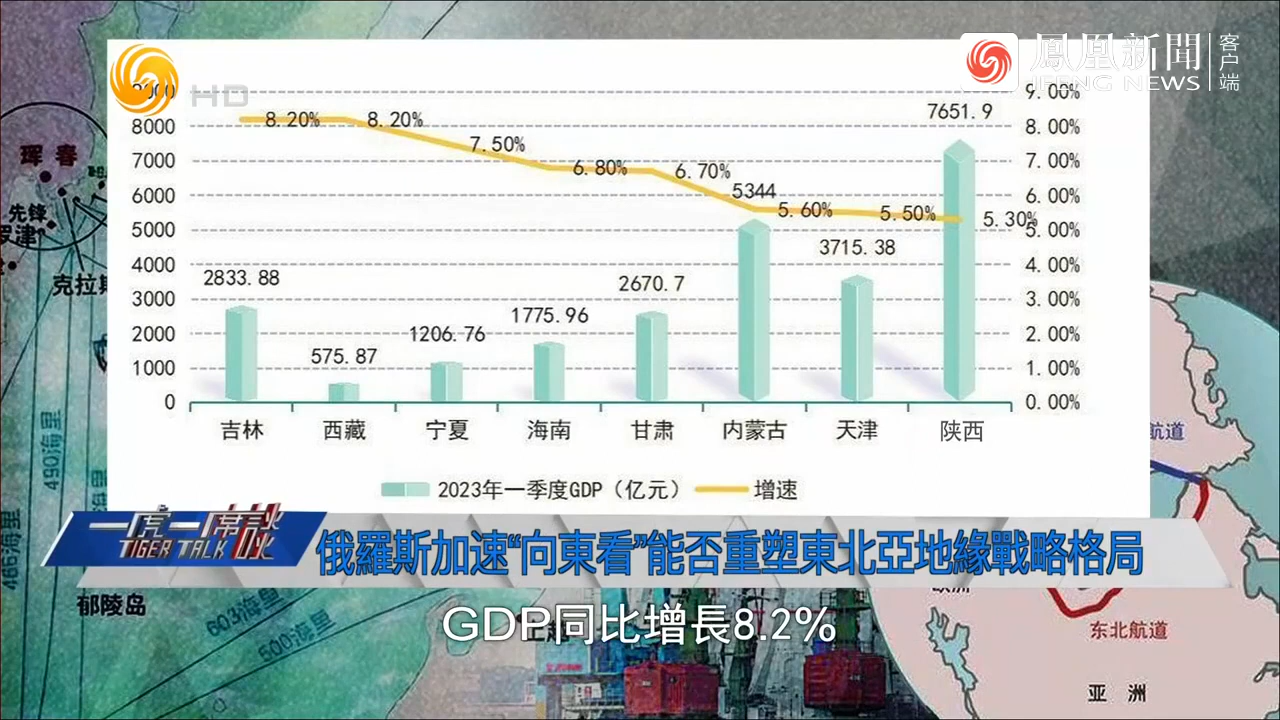 鳳凰新聞 客户端
IFENG NEWS
HD
9000
8000
7000
6000
5000
4000
3000
2000
1000
0
9.00%
8.00%
7.00%
6.00%
5.00%
4.00%
3.00%
2.00%
1.00%
0.00%
8.20% 8.20% 7.50% 6.80% 6.70% 5.60% 5.50% 5.30%
2833.88 575.87 1206.76 1775.96 2670.7 5344 3715.38 7651.9
吉林 西藏 宁夏 海南 甘肃 内蒙古 天津 陕西
2023年一季度GDP（亿元） 增速
珲春
先锋
罗津
克拉斯
490海里
466海里
海里
航道
一虎一席談
TIGER TALK
俄羅斯加速“向東看”能否重塑東北亞地緣戰略格局
郁陵岛
603海里
500海里
GDP同比增長8.2%
欧洲
东北航道
亚洲